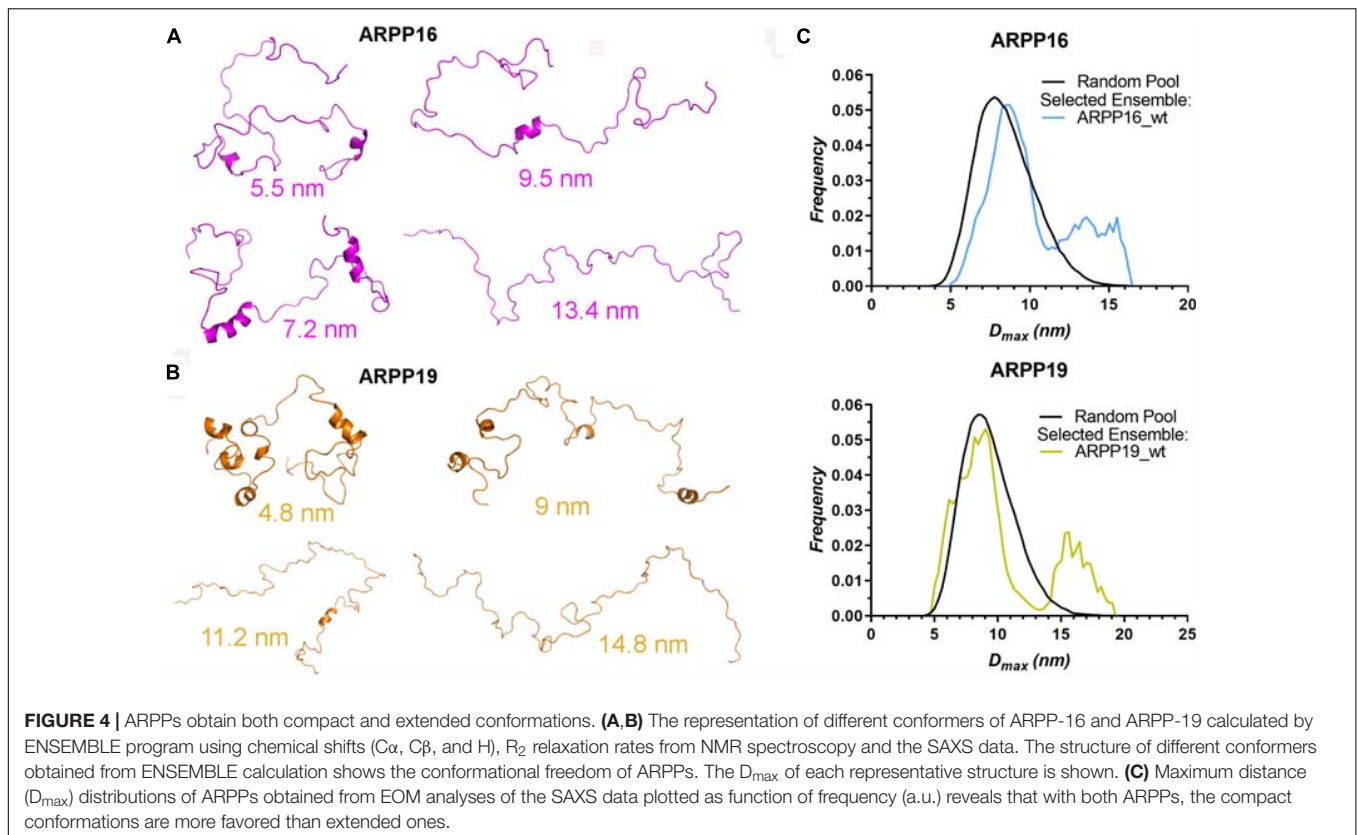 A
ARPP16
5.5 nm
9.5 nm
7.2 nm
13.4 nm
B
ARPP19
4.8 nm
9 nm
11.2 nm
14.8 nm
C
ARPP16
Random Pool
Selected Ensemble:
ARPP16_wt
Frequency
0.06
0.05
0.04
0.03
0.02
0.01
0.00
0 5 10 15 20
Dmax (nm)
ARPP19
Random Pool
Selected Ensemble:
ARPP19_wt
Frequency
0.06
0.05
0.04
0.03
0.02
0.01
0.00
0 5 10 15 20 25
Dmax (nm)
FIGURE 4 | ARPPs obtain both compact and extended conformations. (A,B) The representation of different conformers of ARPP-16 and ARPP-19 calculated by
ENSEMBLE program using chemical shifts (Cα, Cβ, and H), R2 relaxation rates from NMR spectroscopy and the SAXS data. The structure of different conformers
obtained from ENSEMBLE calculation shows the conformational freedom of ARPPs. The Dmax of each representative structure is shown. (C) Maximum distance
(Dmax) distributions of ARPPs obtained from EOM analyses of the SAXS data plotted as function of frequency (a.u.) reveals that with both ARPPs, the compact
conformations are more favored than extended ones.